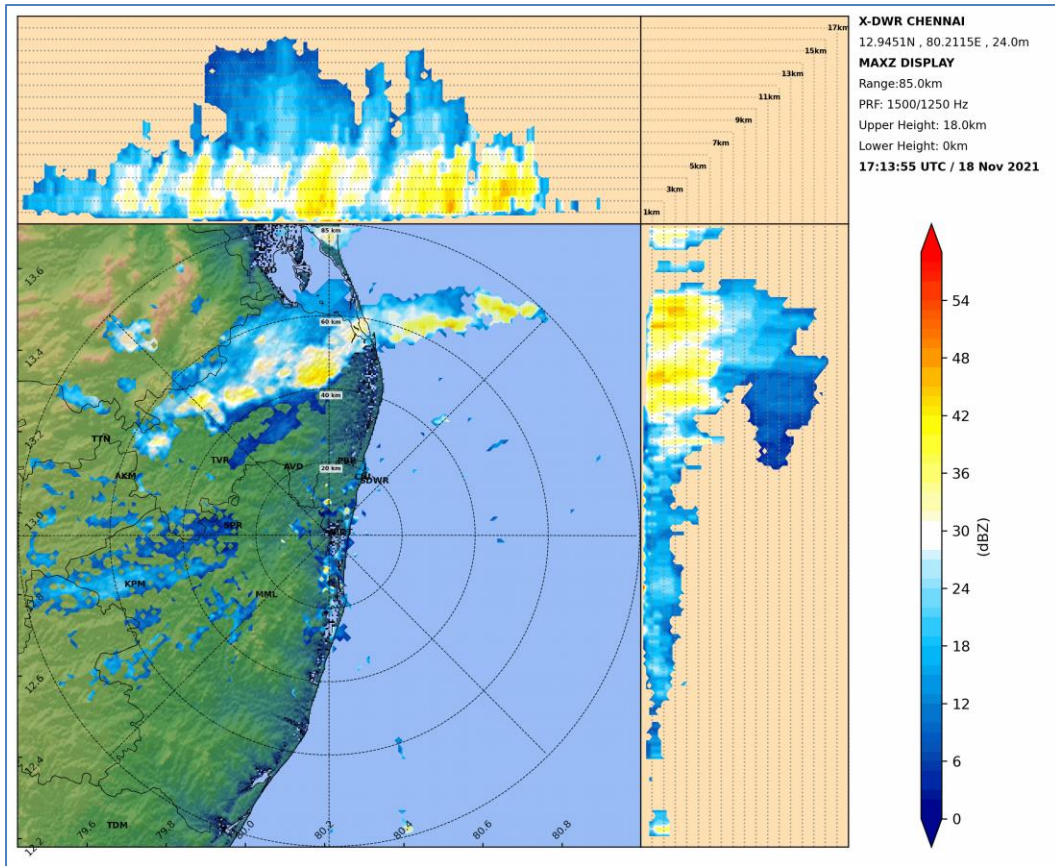 X-DWR CHENNAI
12.9451N , 80.2115E , 24.0m
MAXZ DISPLAY
Range:85.0km
PRF: 1500/1250 Hz
Upper Height: 18.0km
Lower Height: 0km
17:13:55 UTC / 18 Nov 2021
17km
15km
13km
11km
9km
7km
5km
3km
1km
85 km
60 km
40 km
20 km
13.6
13.4
13.2
13.0
12.6
12.4
12.2
TTN
AKM
TVR
AVD
SDWR
SPR
KPM
MML
TDM
79.6
79.8
80.0
80.2
80.4
80.6
80.8
54
48
42
36
30
24
18
12
6
0
(dBZ)